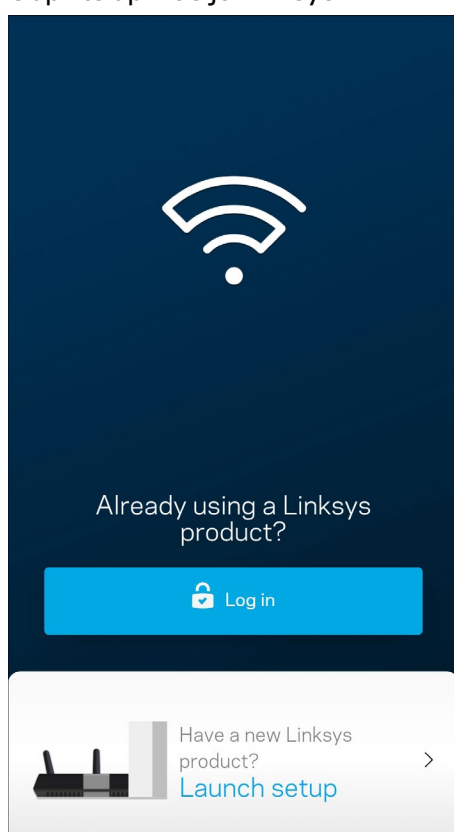 Already using a Linksys
product?
Log in
Have a new Linksys
product?
Launch setup